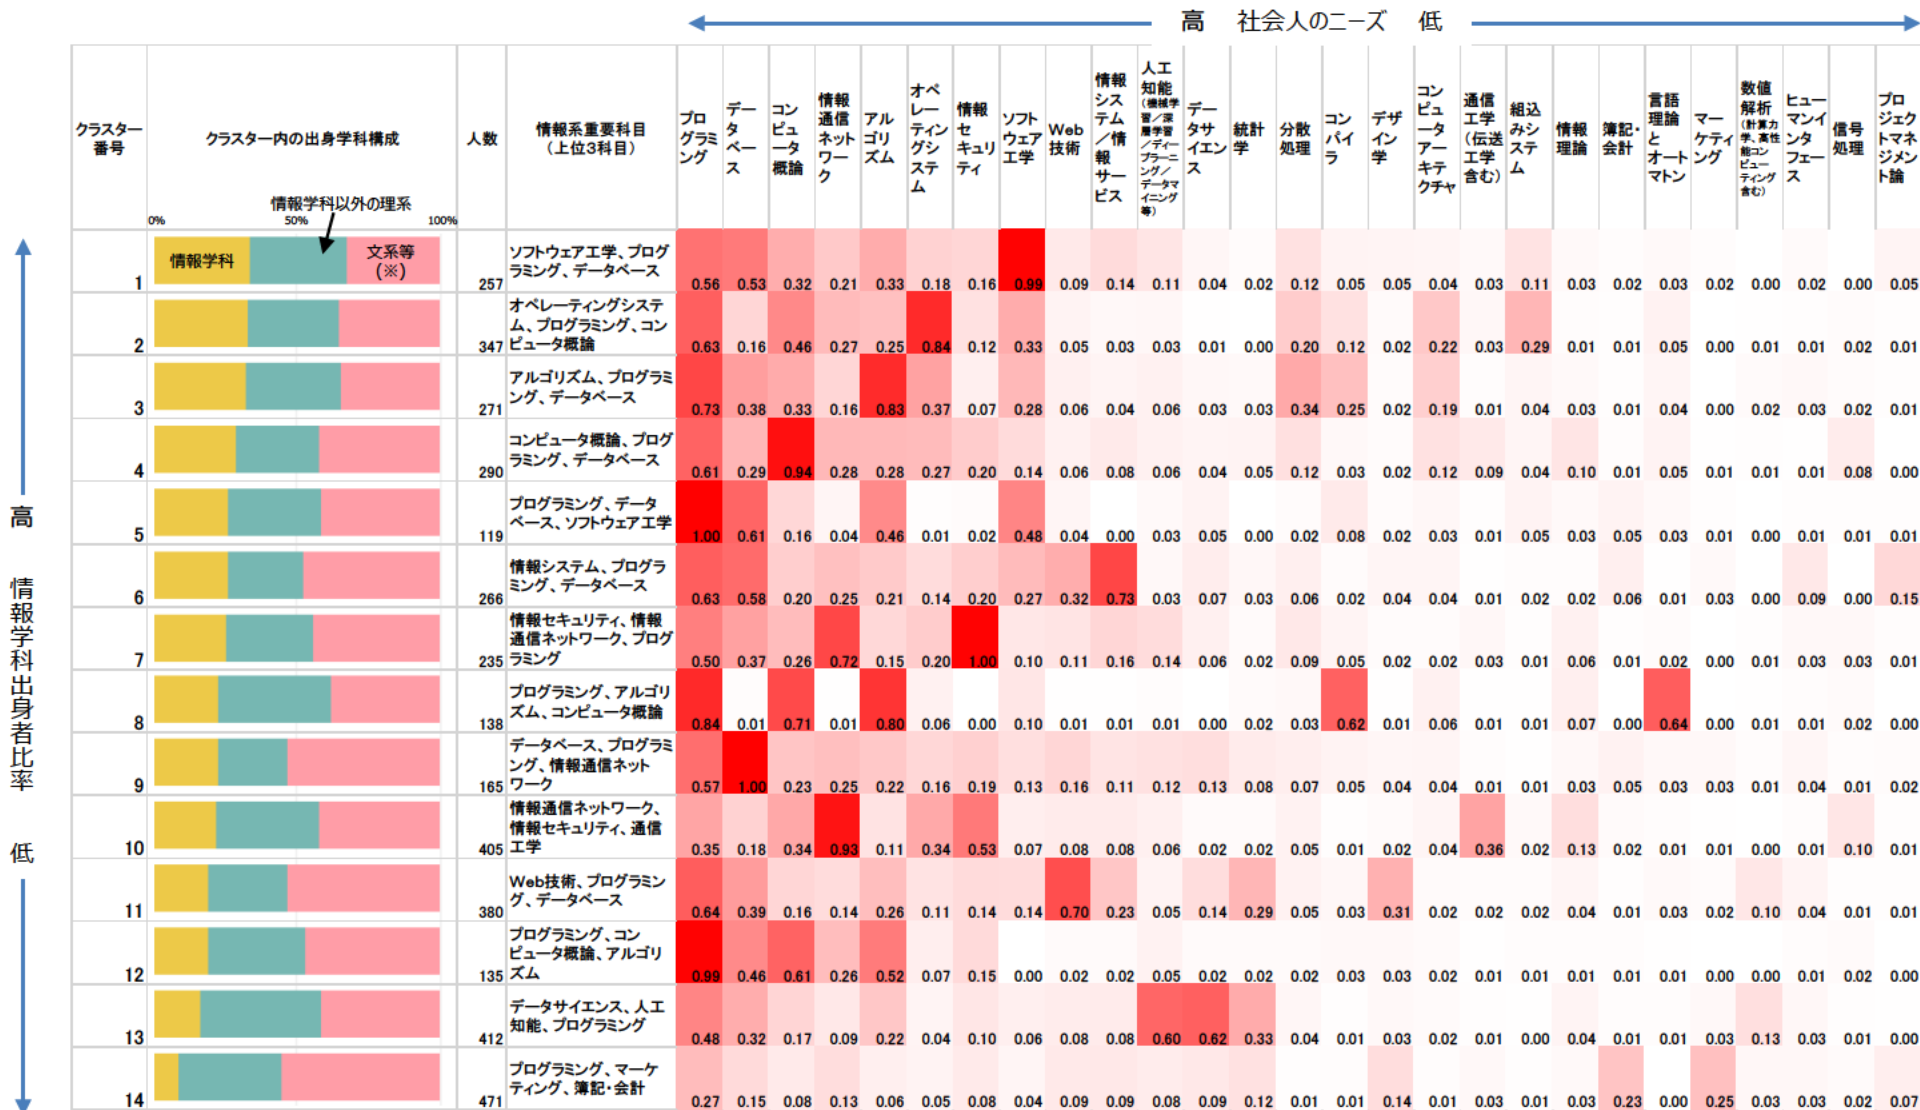 高 社会人のニーズ 低
クラスター
番号
クラスター内の出身学科構成
人数
情報系重要科目
(上位3科目)
プログラミング
データベース
コンピュータ概論
情報通信ネットワーク
アルゴリズム
オペレーティングシステム
情報セキュリティ
ソフトウェア工学
Web技術
情報システム/情報サービス
人工知能(機械学習/深層学習/ディープラーニング/データマイニング等)
データサイエンス
統計学
分散処理
コンパイラ
デザイン学
コンピュータアーキテクチャ
通信工学(伝送工学含む)
組込みシステム
情報理論
簿記・会計
言語理論とオートマトン
マーケティング
数値解析(計算力学、高性能コンピューティング含む)
ヒューマンインタフェース
信号処理
プロジェクトマネジメント論
情報学科以外の理系
0% 50% 100%
情報学科
文系等
(※)
高 情報学科出身者比率 低
1 257 ソフトウェア工学、プログラミング、データベース 0.56 0.53 0.32 0.21 0.33 0.18 0.16 0.99 0.09 0.14 0.11 0.04 0.02 0.12 0.05 0.05 0.04 0.03 0.11 0.03 0.02 0.03 0.02 0.00 0.02 0.00 0.05
2 347 オペレーティングシステム、プログラミング、コンピュータ概論 0.63 0.16 0.46 0.27 0.25 0.84 0.12 0.33 0.05 0.03 0.03 0.01 0.00 0.20 0.12 0.02 0.22 0.03 0.29 0.01 0.01 0.05 0.00 0.01 0.01 0.02 0.01
3 271 アルゴリズム、プログラミング、データベース 0.73 0.38 0.33 0.16 0.83 0.37 0.07 0.28 0.06 0.04 0.06 0.03 0.03 0.34 0.25 0.02 0.19 0.01 0.04 0.03 0.01 0.04 0.00 0.02 0.03 0.02 0.01
4 290 コンピュータ概論、プログラミング、データベース 0.61 0.29 0.94 0.28 0.28 0.27 0.20 0.14 0.06 0.08 0.06 0.04 0.05 0.12 0.03 0.02 0.12 0.09 0.04 0.10 0.01 0.05 0.01 0.01 0.01 0.08 0.00
5 119 プログラミング、データベース、ソフトウェア工学 1.00 0.61 0.16 0.04 0.46 0.01 0.02 0.48 0.04 0.00 0.03 0.05 0.00 0.02 0.08 0.02 0.03 0.01 0.05 0.03 0.05 0.03 0.01 0.00 0.01 0.01 0.01
6 266 情報システム、プログラミング、データベース 0.63 0.58 0.20 0.25 0.21 0.14 0.20 0.27 0.32 0.73 0.03 0.07 0.03 0.06 0.02 0.04 0.04 0.01 0.02 0.02 0.06 0.01 0.03 0.00 0.09 0.00 0.15
7 235 情報セキュリティ、情報通信ネットワーク、プログラミング 0.50 0.37 0.26 0.72 0.15 0.20 1.00 0.10 0.11 0.16 0.14 0.06 0.02 0.09 0.05 0.02 0.02 0.03 0.01 0.06 0.01 0.02 0.00 0.01 0.03 0.03 0.01
8 138 プログラミング、アルゴリズム、コンピュータ概論 0.84 0.01 0.71 0.01 0.80 0.06 0.00 0.10 0.01 0.01 0.01 0.00 0.02 0.03 0.62 0.01 0.06 0.01 0.01 0.07 0.00 0.64 0.00 0.01 0.01 0.02 0.00
9 165 データベース、プログラミング、情報通信ネットワーク 0.57 1.00 0.23 0.25 0.22 0.16 0.19 0.13 0.16 0.11 0.12 0.13 0.08 0.07 0.05 0.04 0.04 0.01 0.01 0.03 0.05 0.03 0.03 0.01 0.04 0.01 0.02
10 405 情報通信ネットワーク、情報セキュリティ、通信工学 0.35 0.18 0.34 0.93 0.11 0.34 0.53 0.07 0.08 0.08 0.06 0.02 0.02 0.05 0.01 0.02 0.04 0.36 0.02 0.13 0.02 0.01 0.01 0.00 0.01 0.10 0.01
11 380 Web技術、プログラミング、データベース 0.64 0.39 0.16 0.14 0.26 0.11 0.14 0.14 0.70 0.23 0.05 0.14 0.29 0.05 0.03 0.31 0.02 0.02 0.02 0.04 0.01 0.03 0.02 0.10 0.04 0.01 0.01
12 135 プログラミング、コンピュータ概論、アルゴリズム 0.99 0.46 0.61 0.26 0.52 0.07 0.15 0.00 0.02 0.02 0.05 0.02 0.02 0.02 0.03 0.03 0.02 0.01 0.01 0.01 0.01 0.01 0.00 0.00 0.01 0.02 0.00
13 412 データサイエンス、人工知能、プログラミング 0.48 0.32 0.17 0.09 0.22 0.04 0.10 0.06 0.08 0.08 0.60 0.62 0.33 0.04 0.01 0.03 0.02 0.01 0.00 0.04 0.01 0.01 0.03 0.13 0.03 0.01 0.00
14 471 プログラミング、マーケティング、簿記・会計 0.27 0.15 0.08 0.13 0.06 0.05 0.08 0.04 0.09 0.09 0.08 0.09 0.12 0.01 0.01 0.14 0.01 0.03 0.01 0.03 0.23 0.00 0.25 0.03 0.03 0.02 0.07